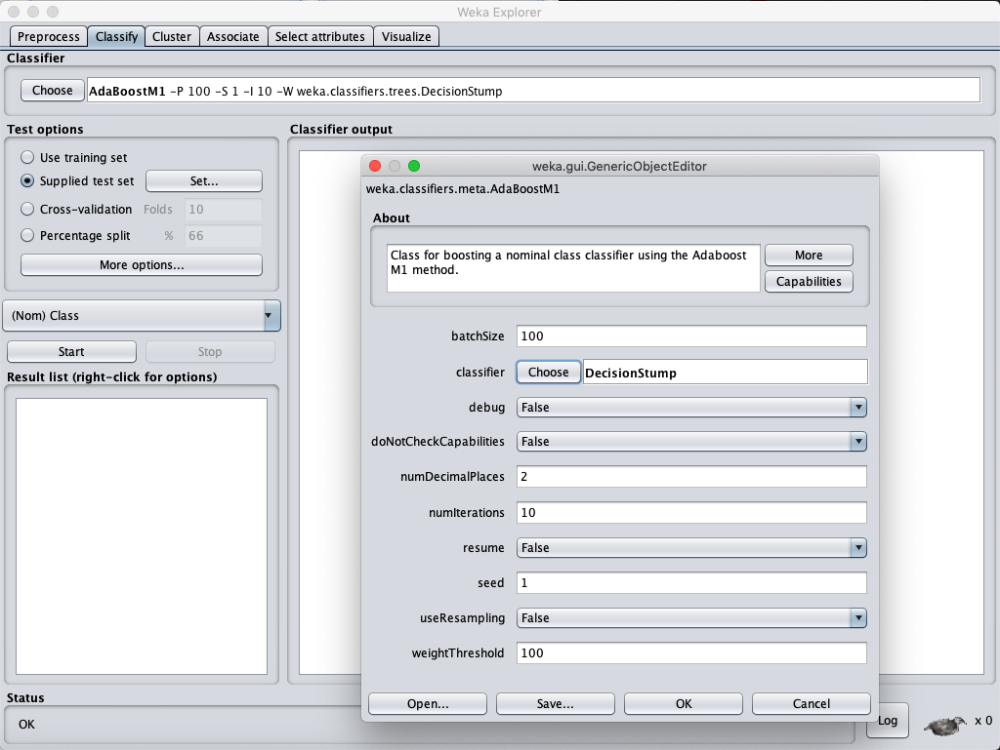 Weka Explorer
Preprocess Classify Cluster Associate Select attributes Visualize
Classifier
Choose AdaBoostM1 -P 100 -S 1 -I 10 -W weka.classifiers.trees.DecisionStump
Test options
Use training set
Supplied test set Set...
Cross-validation Folds 10
Percentage split % 66
More options...
(Nom) Class
Start Stop
Result list (right-click for options)
Classifier output
weka.gui.GenericObjectEditor
weka.classifiers.meta.AdaBoostM1
About
Class for boosting a nominal class classifier using the Adaboost
M1 method.
More
Capabilities
batchSize 100
classifier Choose DecisionStump
debug False
doNotCheckCapabilities False
numDecimalPlaces 2
numIterations 10
resume False
seed 1
useResampling False
weightThreshold 100
Open... Save... OK Cancel
Status
OK
Log x 0